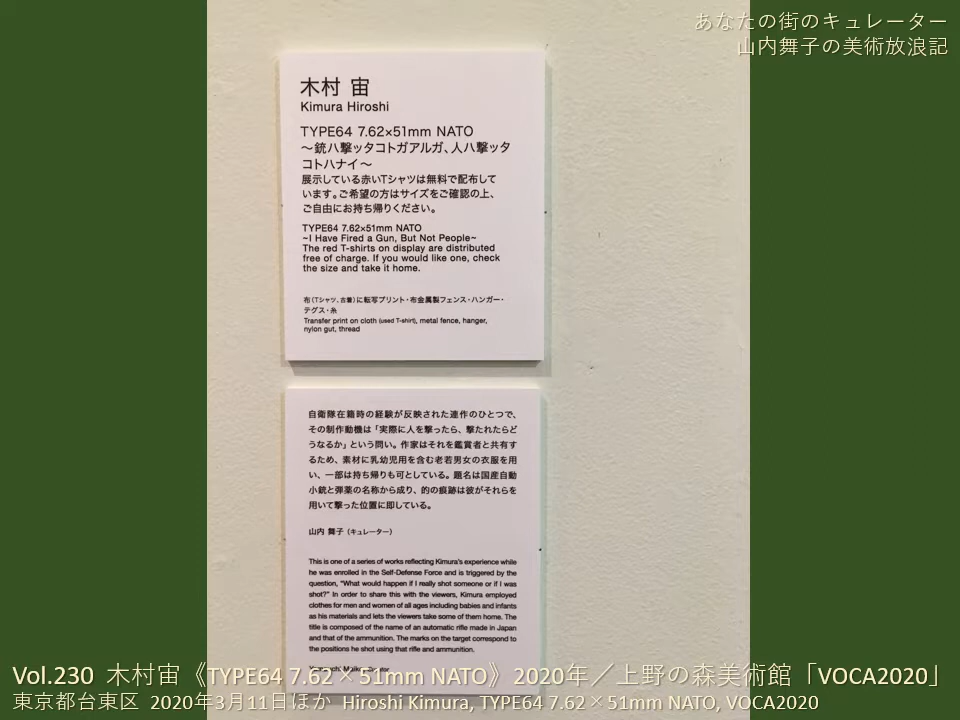 あなたの街のキュレーター
山内舞子の美術放浪記
木村 宙
Kimura Hiroshi
TYPE64 7.62×51mm NATO
〜銃ハ撃ッタコトガアルガ、人ハ撃ッタ
コトハナイ〜
展示している赤いTシャツは無料で配布して
います。ご希望の方はサイズをご確認の上、
ご自由にお持ち帰りください。
TYPE64 7.62×51mm NATO
~I Have Fired a Gun, But Not People~
The red T-shirts on display are distributed
free of charge. If you would like one, check
the size and take it home.
布（Tシャツ、古着）に転写プリント・布金属製フェンス・ハンガー・
テグス・糸
Transfer print on cloth (used T-shirt), metal fence, hanger,
nylon gut, thread
自衛隊在籍時の経験が反映された連作のひとつで、
その制作動機は「実際に人を撃ったら、撃たれたらど
うなるか」という問い。作家はそれを鑑賞者と共有す
るため、素材に乳幼児用を含む老若男女の衣服を用
い、一部は持ち帰りも可としている。題名は国産自動
小銃と弾薬の名称から成り、的の痕跡は彼がそれらを
用いて撃った位置に即している。
山内 舞子（キュレーター）
This is one of a series of works reflecting Kimura's experience while
he was enrolled in the Self-Defense Force and is triggered by the
question, "What would happen if I really shot someone or if I was
shot?" In order to share this with the viewers, Kimura employed
clothes for men and women of all ages including babies and infants
as his materials and lets the viewers take some of them home. The
title is composed of the name of an automatic rifle made in Japan
and that of the ammunition. The marks on the target correspond to
the positions he shot using that rifle and ammunition.
Vol.230 木村宙《TYPE64 7.62×51mm NATO》2020年／上野の森美術館「VOCA2020」
東京都台東区 2020年3月11日ほか Hiroshi Kimura, TYPE64 7.62×51mm NATO, VOCA2020